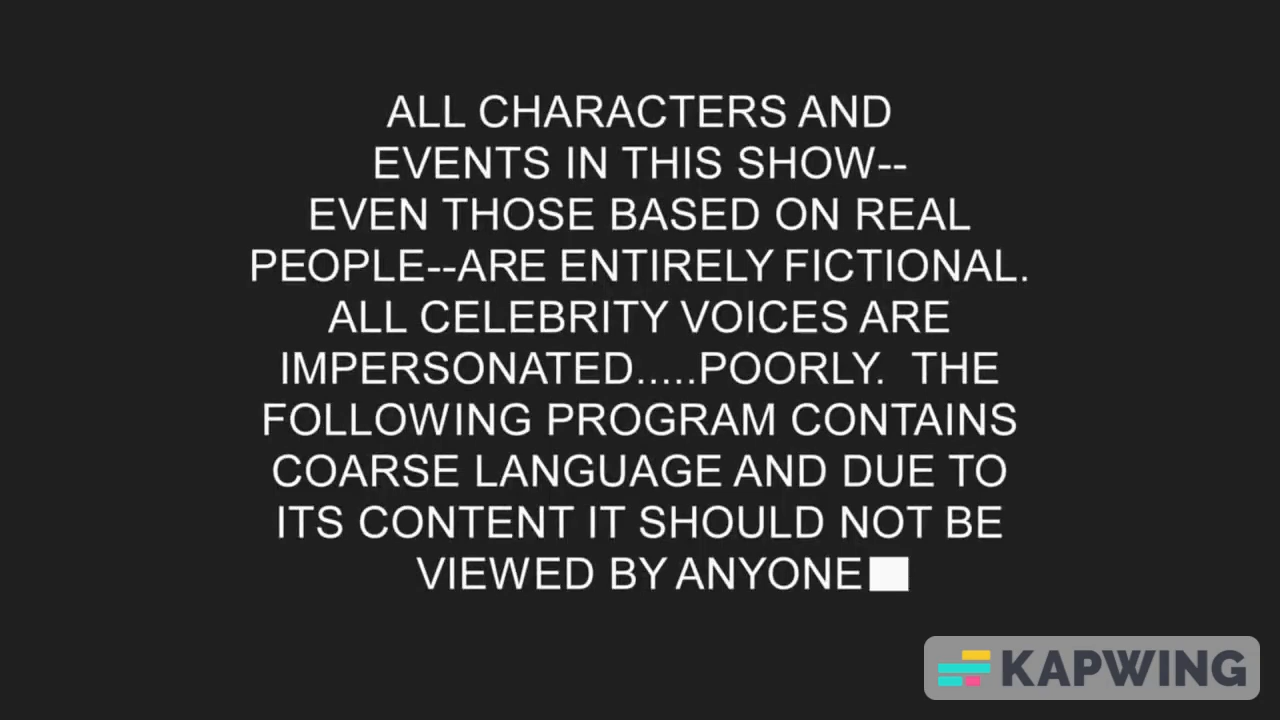 ALL CHARACTERS AND
EVENTS IN THIS SHOW--
EVEN THOSE BASED ON REAL
PEOPLE--ARE ENTIRELY FICTIONAL.
ALL CELEBRITY VOICES ARE
IMPERSONATED.....POORLY.  THE
FOLLOWING PROGRAM CONTAINS
COARSE LANGUAGE AND DUE TO
ITS CONTENT IT SHOULD NOT BE
VIEWED BY ANYONE
KAPWING